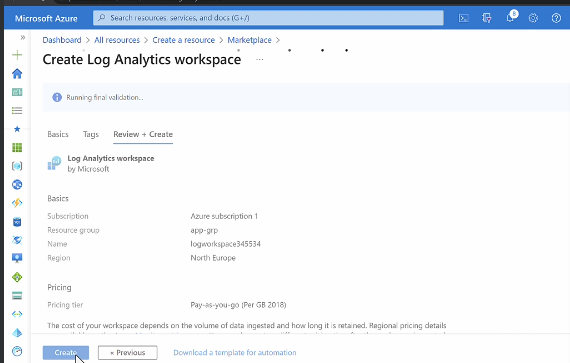 Microsoft Azure
Search resources, services, and docs (G+/)
5
Dashboard > All resources > Create a resource > Marketplace >
Create Log Analytics workspace ...
Running final validation...
Basics Tags Review + Create
Log Analytics workspace
by Microsoft
Basics
Subscription Azure subscription 1
Resource group app-grp
Name logworkspace345534
Region North Europe
Pricing
Pricing tier Pay-as-you-go (Per GB 2018)
The cost of your workspace depends on the volume of data ingested and how long it is retained. Regional pricing details
Create « Previous Download a template for automation